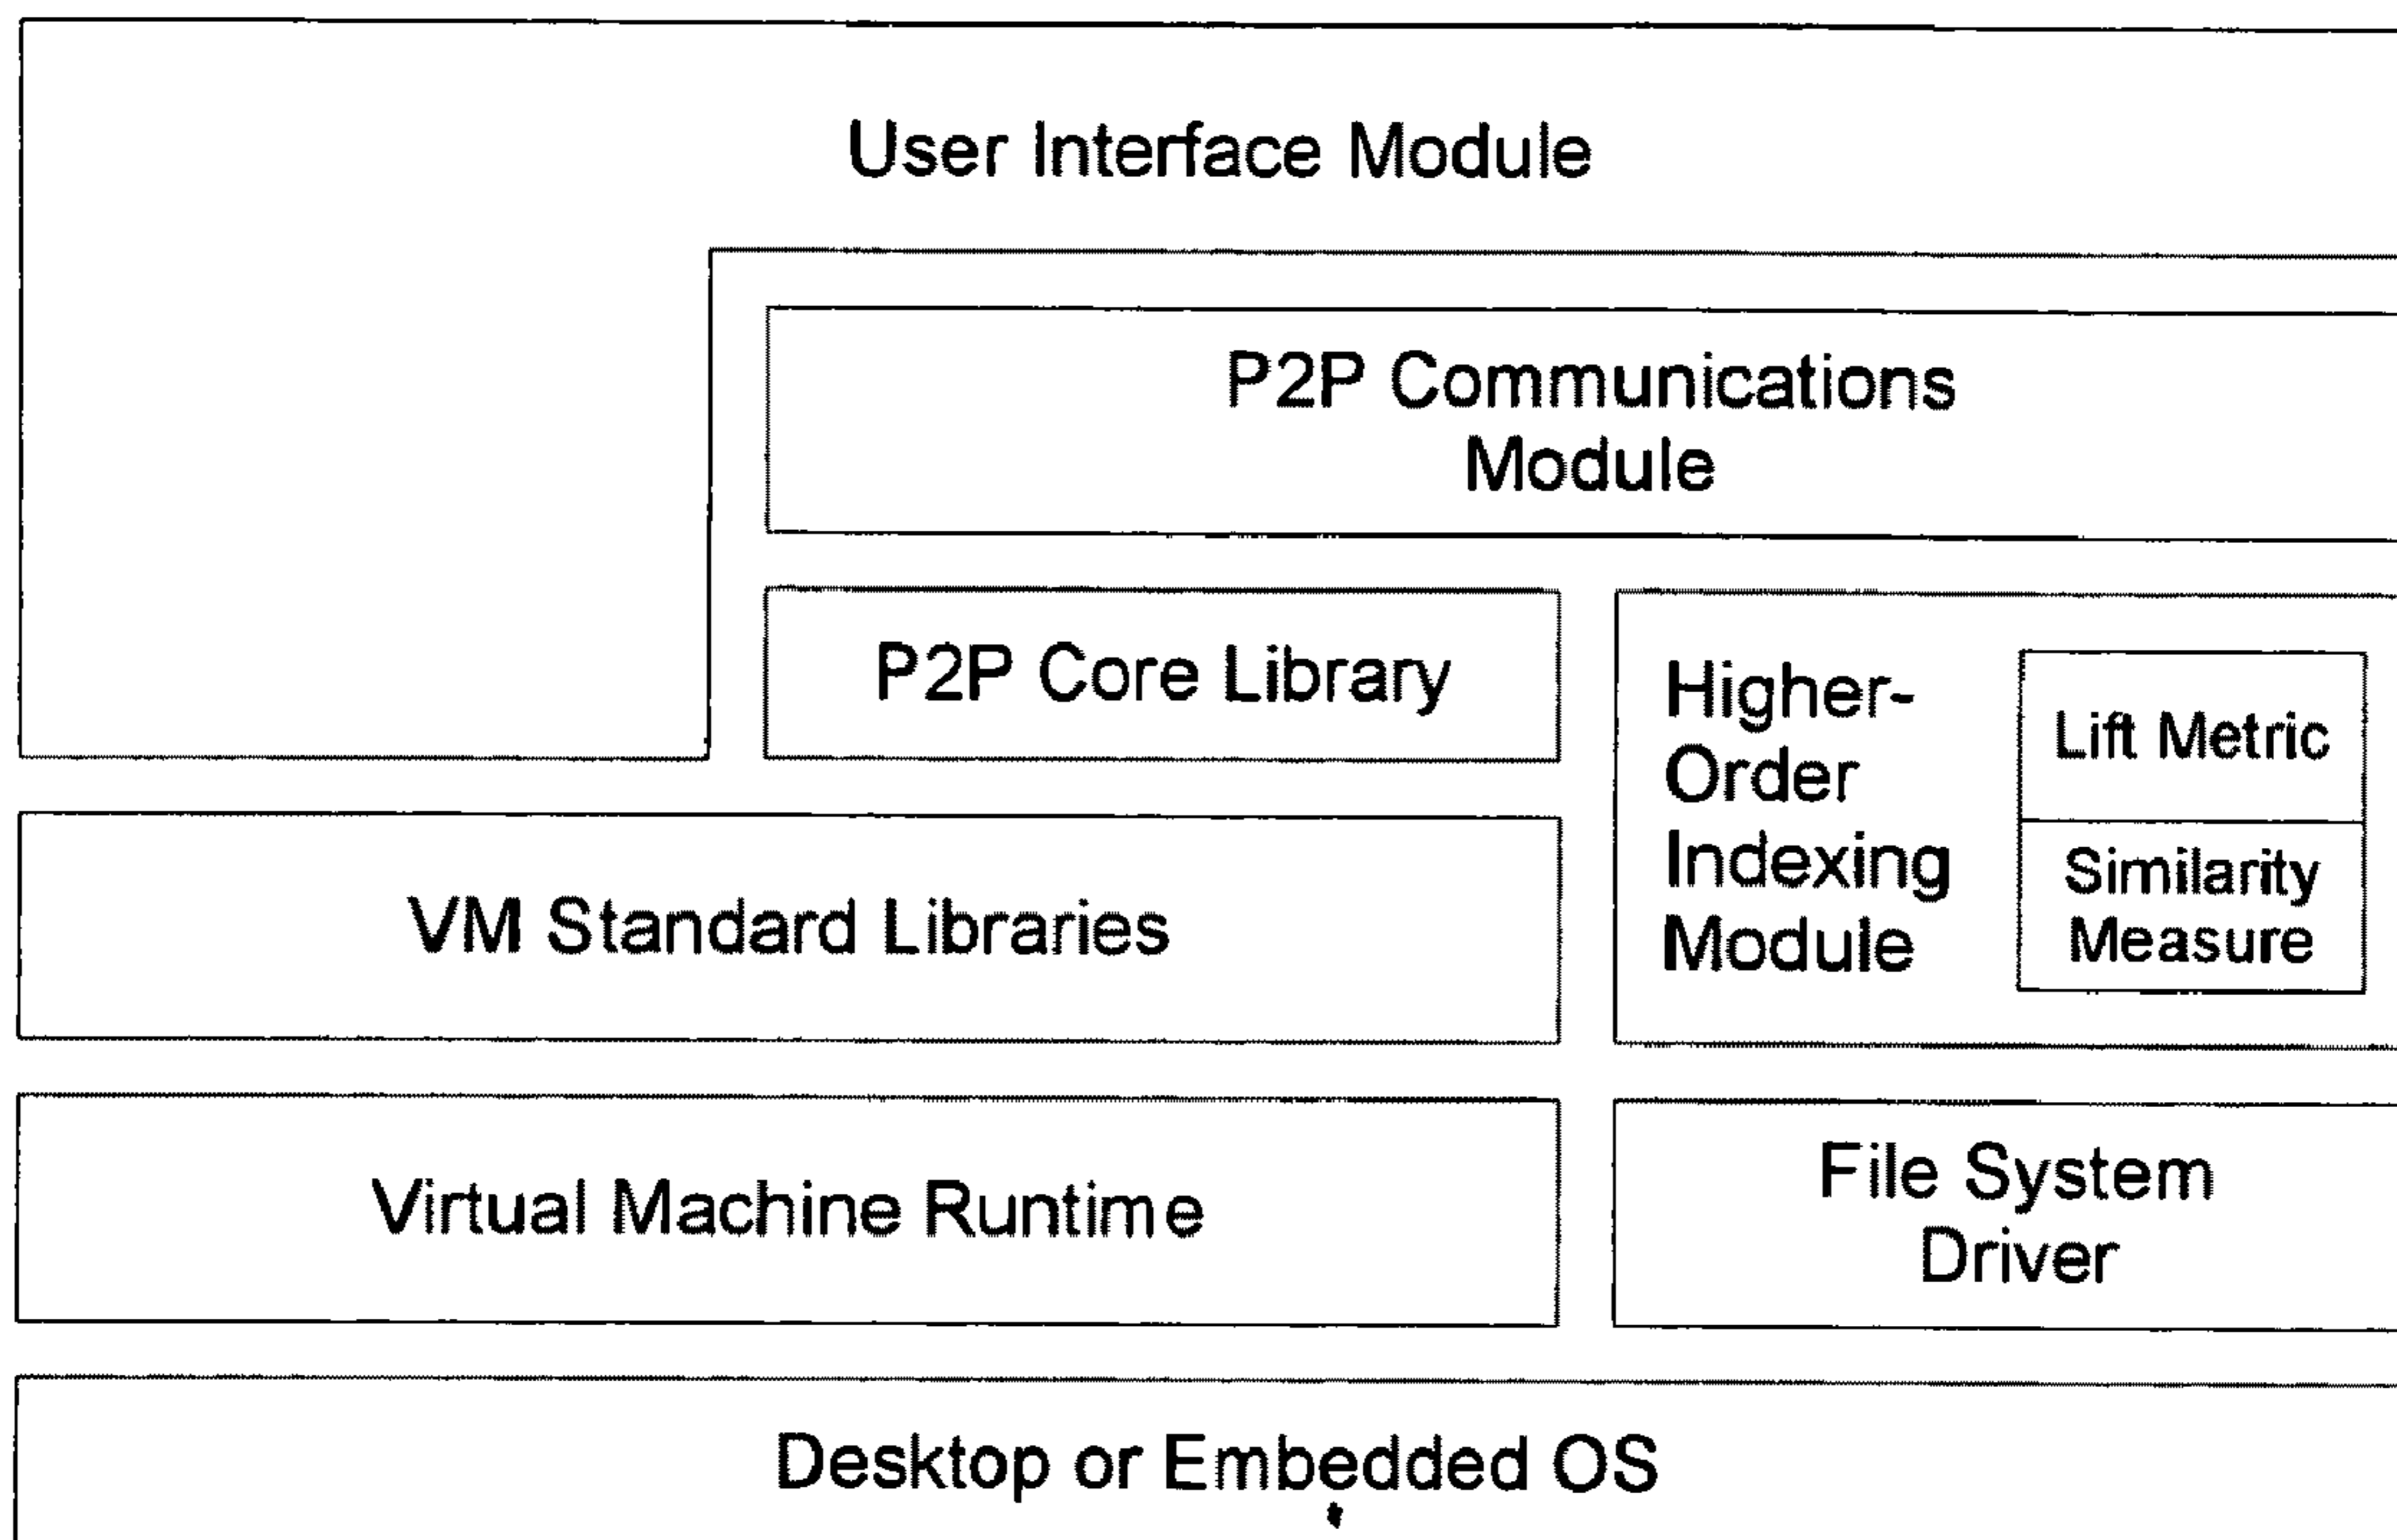 User Interface Module
P2P Communications
Module
P2P Core Library
Higher-
Order
Indexing
Module
Lift Metric
Similarity
Measure
VM Standard Libraries
Virtual Machine Runtime
File System
Driver
Desktop or Embedded OS